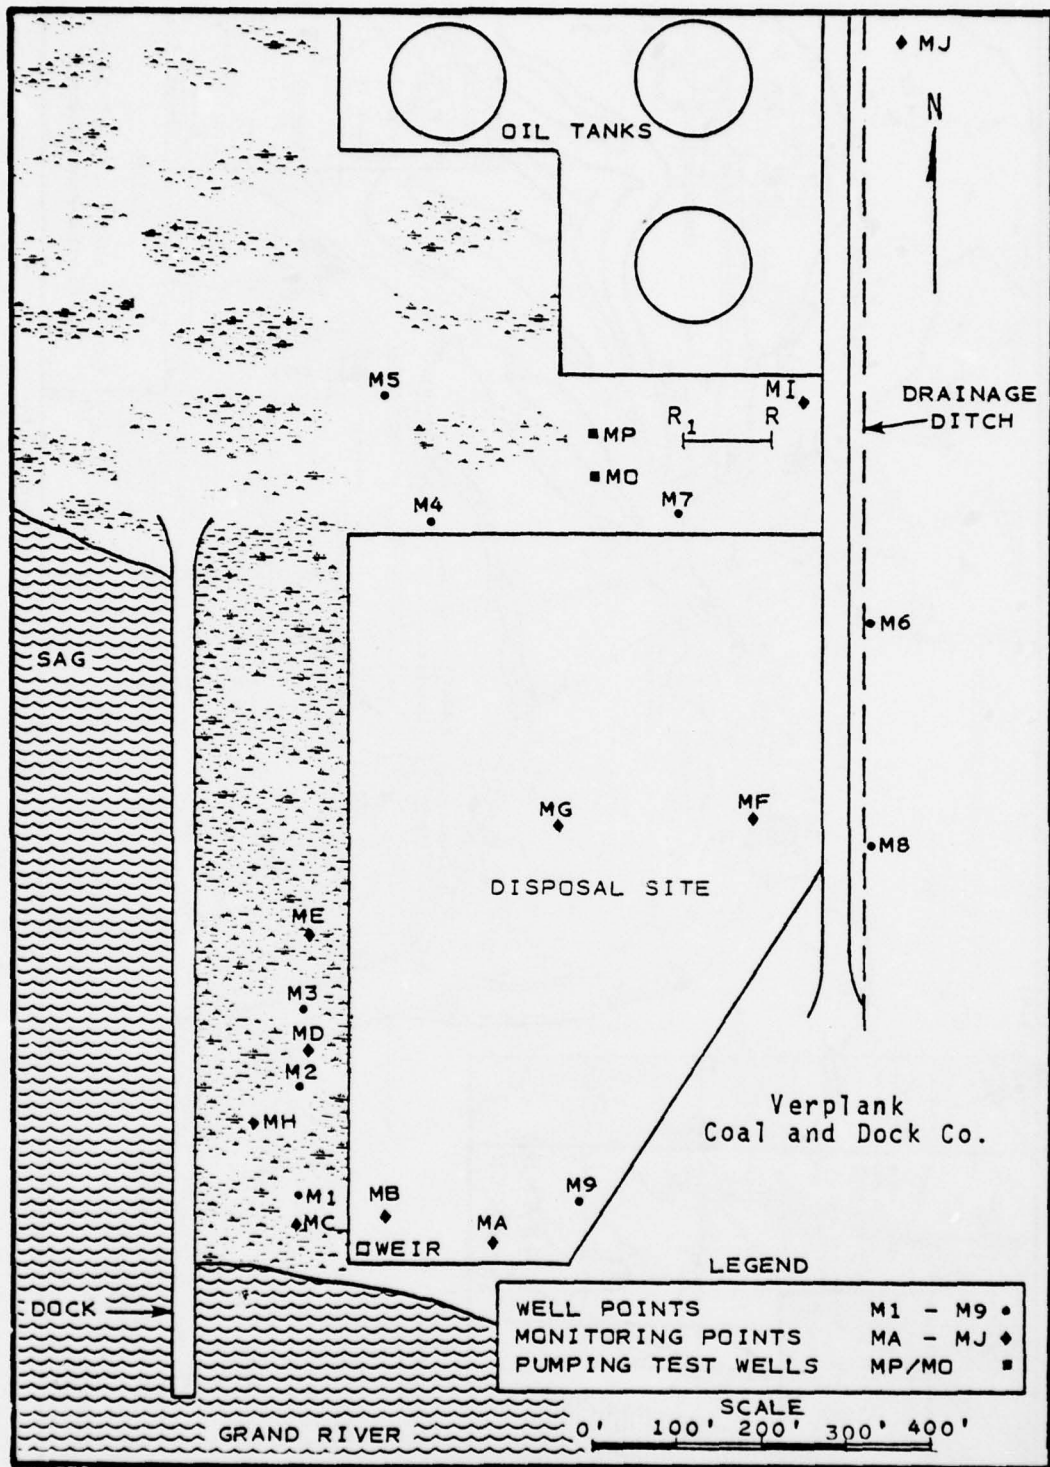 MJ
N
OIL TANKS
M5
MI
DRAINAGE
DITCH
R1 R
MP
MO
M4
M7
M6
SAG
MG
MF
M8
DISPOSAL SITE
ME
M3
MD
M2
MH
Verplank
Coal and Dock Co.
M1
MC
MB
MA
M9
WEIR
LEGEND
WELL POINTS M1 - M9
MONITORING POINTS MA - MJ
PUMPING TEST WELLS MP/MO
DOCK
SCALE
0' 100' 200' 300' 400'
GRAND RIVER